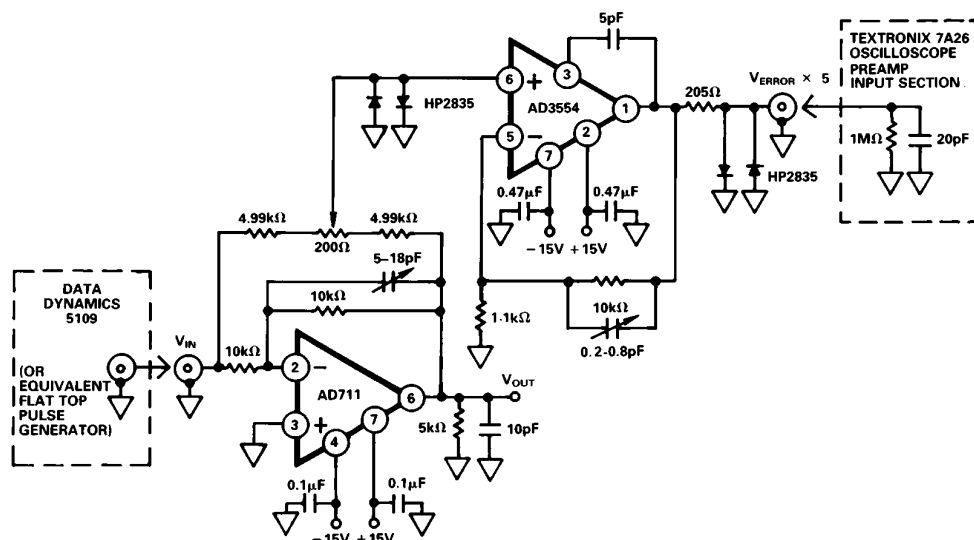 5pF
TEXTRONIX 7A26
OSCILLOSCOPE
PREAMP
INPUT SECTION
V_ERROR × 5
6
+
3
AD3554
1
205Ω
HP2835
5
−
2
7
1MΩ
20pF
HP2835
0.47μF
0.47μF
−15V
+15V
4.99kΩ
4.99kΩ
200Ω
5–18pF
10kΩ
1.1kΩ
10kΩ
0.2-0.8pF
DATA
DYNAMICS
5109
(OR
EQUIVALENT
FLAT TOP
PULSE
GENERATOR)
V_IN
10kΩ
2
−
AD711
6
3
+
7
4
V_OUT
5kΩ
10pF
0.1μF
0.1μF
−15V
+15V